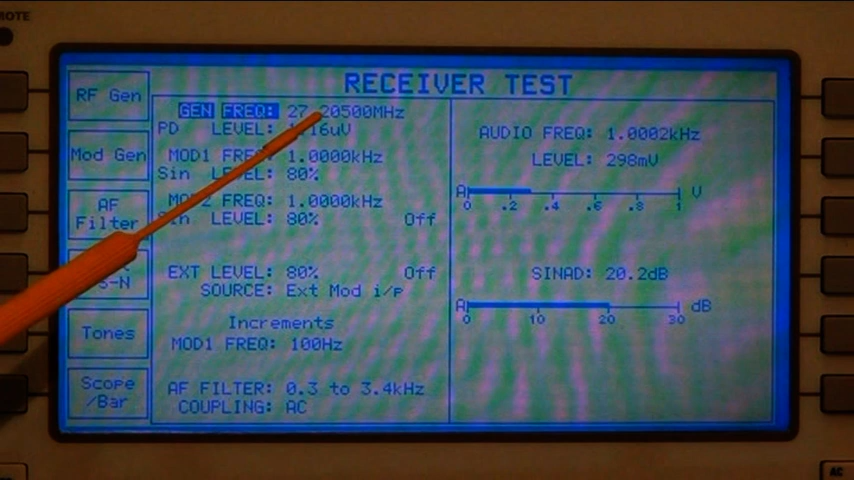 RECEIVER TEST
RF Gen
Mod Gen
AF
Filter
S-N
Tones
Scope
/Bar
GEN FREQ: 27 20500MHz
PD LEVEL: 16uV
MOD1 FREQ: 1.0000kHz
Sin LEVEL: 80%
FREQ: 1.0000kHz
LEVEL: 80% Off
EXT LEVEL: 80% Off
SOURCE: Ext Mod i/p
Increments
MOD1 FREQ: 100Hz
AF FILTER: 0.3 to 3.4kHz
COUPLING: AC
AUDIO FREQ: 1.0002kHz
LEVEL: 298mV
A V
0 .2 .4 .6 .8 1
SINAD: 20.2dB
A dB
0 10 20 30
AC